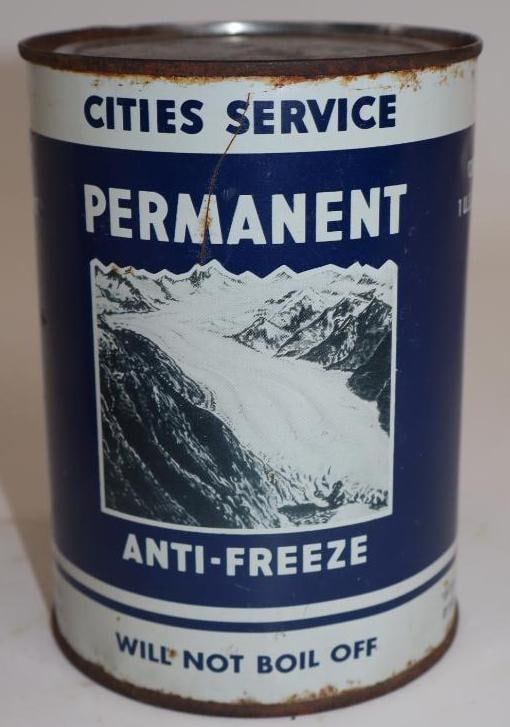 CITIES SERVICE
PERMANENT
ANTI-FREEZE
WILL NOT BOIL OFF